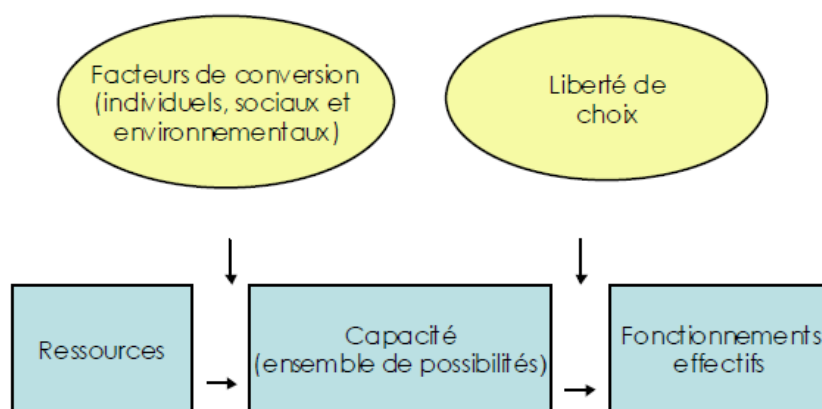 Facteurs de conversion
(individuels, sociaux et
environnementaux)
Liberté de
choix
Ressources
Capacité
(ensemble de possibilités)
Fonctionnements
effectifs